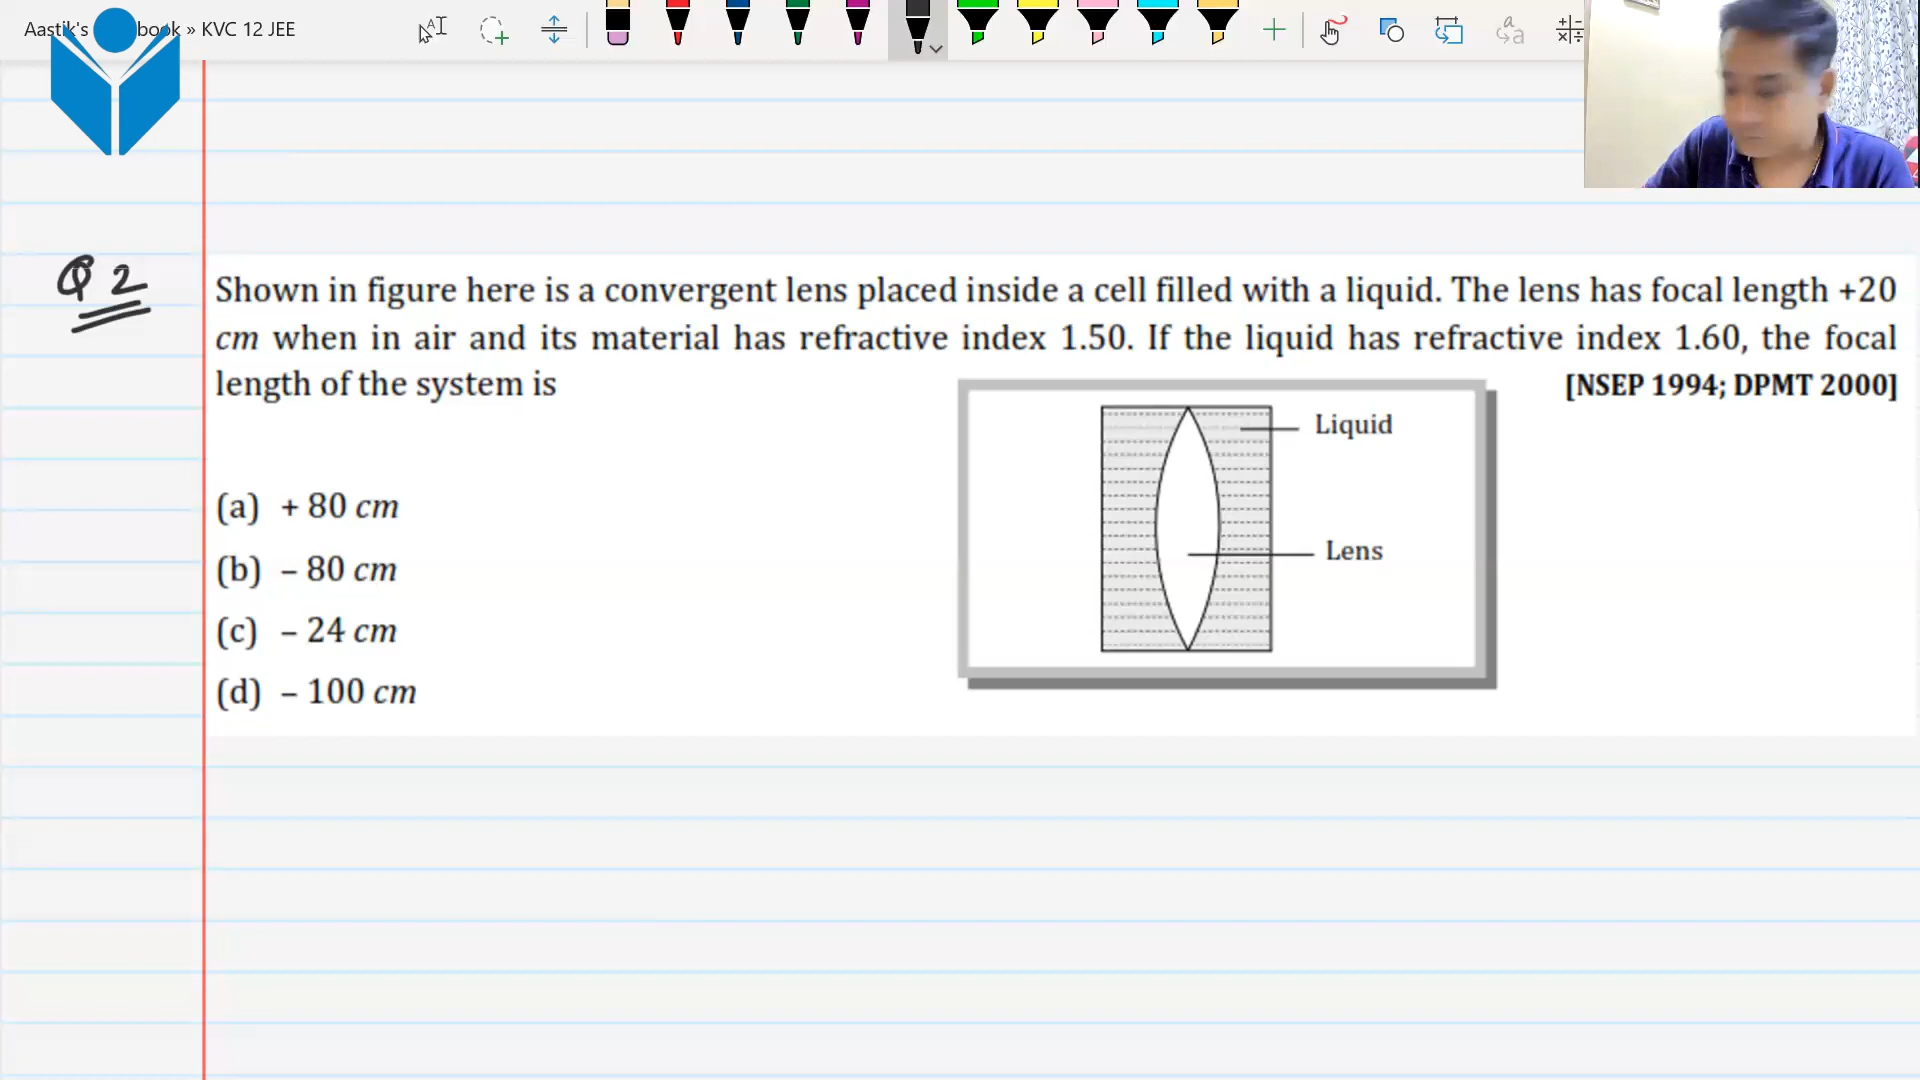 Aastik's book » KVC 12 JEE
Q 2
Shown in figure here is a convergent lens placed inside a cell filled with a liquid. The lens has focal length +20
cm when in air and its material has refractive index 1.50. If the liquid has refractive index 1.60, the focal
length of the system is
[NSEP 1994; DPMT 2000]
Liquid
Lens
(a) + 80 cm
(b) – 80 cm
(c) – 24 cm
(d) – 100 cm